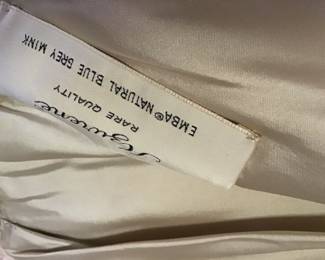 RARE QUALITY
EMBA® NATURAL BLUE GREY MINK